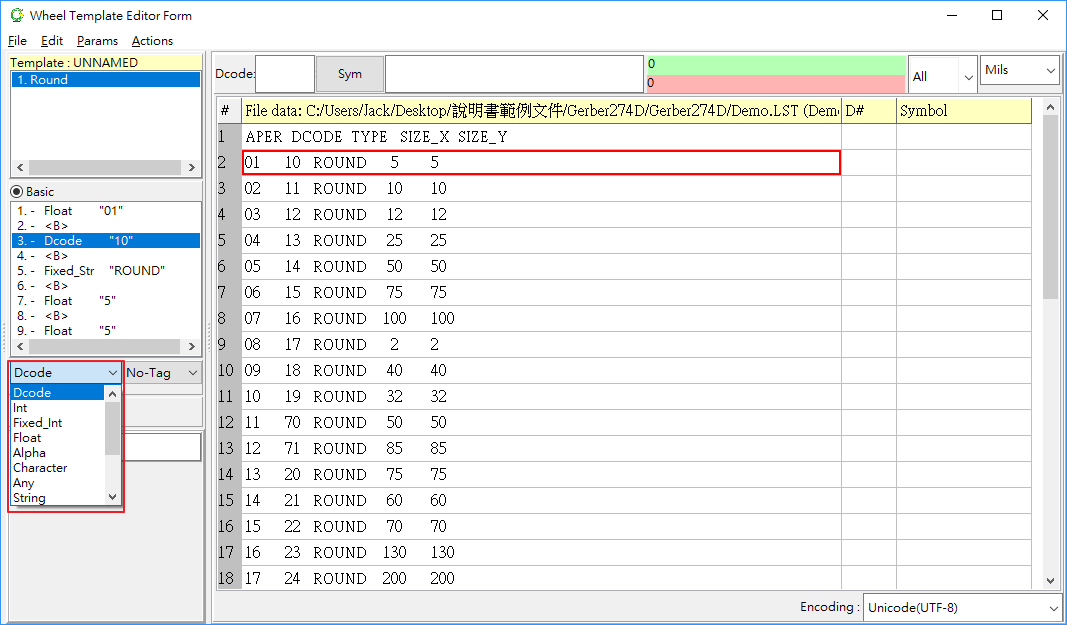 Wheel Template Editor Form
File Edit Params Actions
Template : UNNAMED
1. Round
Basic
1. - Float "01"
2. - <B>
3. - Dcode "10"
4. - <B>
5. - Fixed_Str "ROUND"
6. - <B>
7. - Float "5"
8. - <B>
9. - Float "5"
Dcode No-Tag
Dcode
Int
Fixed_Int
Float
Alpha
Character
Any
String
Dcode: Sym 0 All Mils
0
# File data: C:/Users/Jack/Desktop/說明書範例文件/Gerber274D/Gerber274D/Demo.LST (Demo D# Symbol
1 APER DCODE TYPE SIZE_X SIZE_Y
2 01 10 ROUND 5 5
3 02 11 ROUND 10 10
4 03 12 ROUND 12 12
5 04 13 ROUND 25 25
6 05 14 ROUND 50 50
7 06 15 ROUND 75 75
8 07 16 ROUND 100 100
9 08 17 ROUND 2 2
10 09 18 ROUND 40 40
11 10 19 ROUND 32 32
12 11 70 ROUND 50 50
13 12 71 ROUND 85 85
14 13 20 ROUND 75 75
15 14 21 ROUND 60 60
16 15 22 ROUND 70 70
17 16 23 ROUND 130 130
18 17 24 ROUND 200 200
Encoding : Unicode(UTF-8)